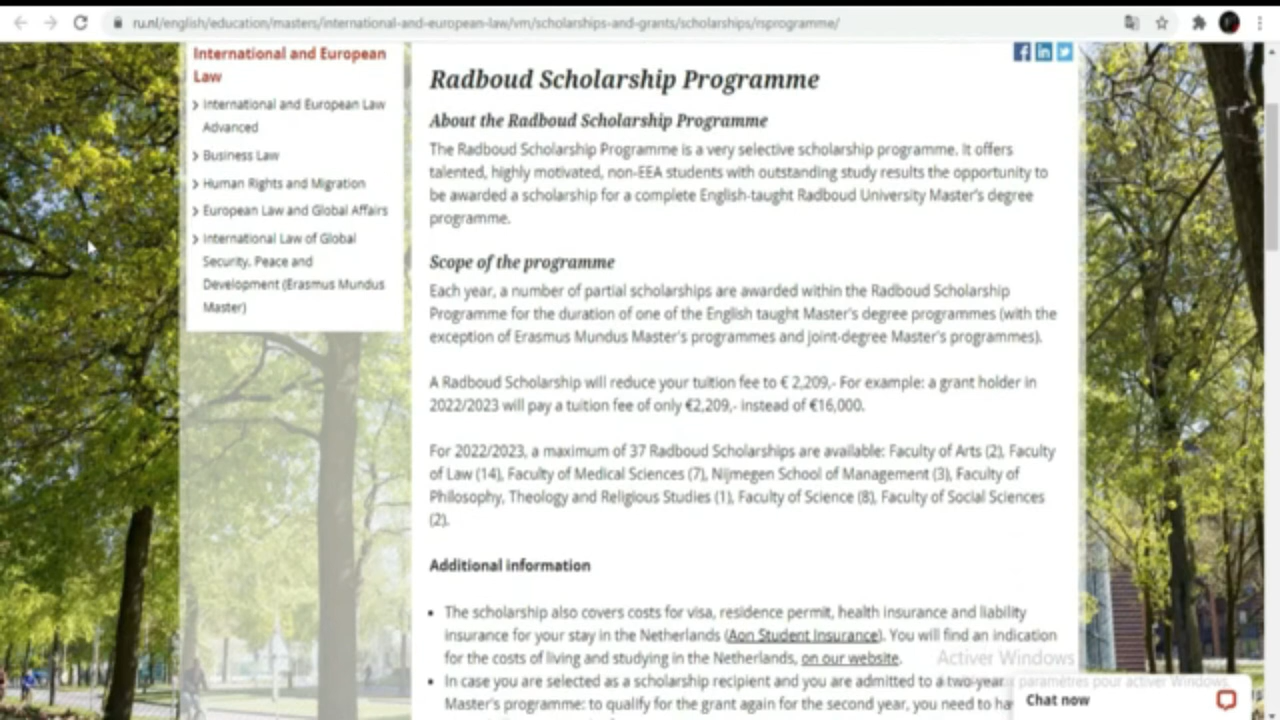 ru.nl/english/education/masters/international-and-european-law/vm/scholarships-and-grants/scholarships/rsprogramme/
International and European
Law
International and European Law
Advanced
Business Law
Human Rights and Migration
European Law and Global Affairs
International Law of Global
Security, Peace and
Development (Erasmus Mundus
Master)
Radboud Scholarship Programme
About the Radboud Scholarship Programme
The Radboud Scholarship Programme is a very selective scholarship programme. It offers
talented, highly motivated, non-EEA students with outstanding study results the opportunity to
be awarded a scholarship for a complete English-taught Radboud University Master's degree
programme.
Scope of the programme
Each year, a number of partial scholarships are awarded within the Radboud Scholarship
Programme for the duration of one of the English taught Master's degree programmes (with the
exception of Erasmus Mundus Master's programmes and joint-degree Master's programmes).
A Radboud Scholarship will reduce your tuition fee to € 2,209,- For example: a grant holder in
2022/2023 will pay a tuition fee of only €2,209,- instead of €16,000.
For 2022/2023, a maximum of 37 Radboud Scholarships are available: Faculty of Arts (2), Faculty
of Law (14), Faculty of Medical Sciences (7), Nijmegen School of Management (3), Faculty of
Philosophy, Theology and Religious Studies (1), Faculty of Science (8), Faculty of Social Sciences
(2).
Additional information
• The scholarship also covers costs for visa, residence permit, health insurance and liability
insurance for your stay in the Netherlands (Aon Student Insurance). You will find an indication
for the costs of living and studying in the Netherlands, on our website.
• In case you are selected as a scholarship recipient and you are admitted to a two-year
Master's programme: to qualify for the grant again for the second year, you need to
Activer Windows
paramètres pour activer Windows.
Chat now